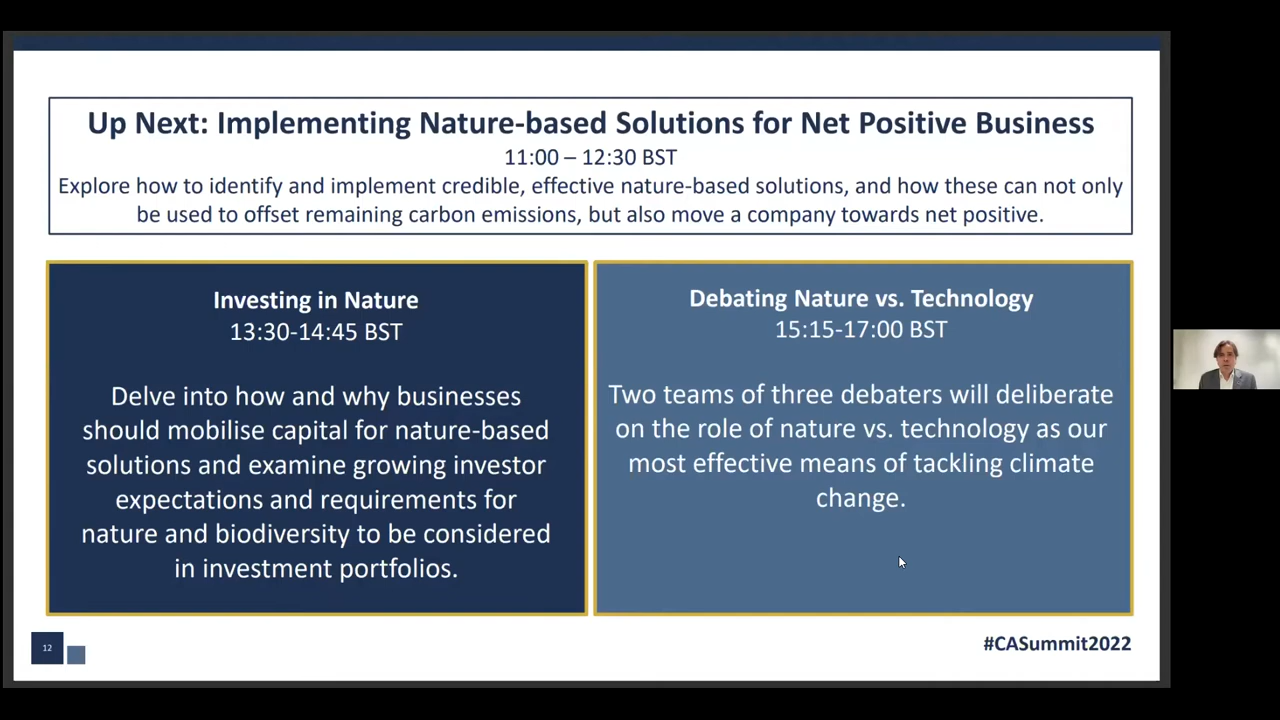 Up Next: Implementing Nature-based Solutions for Net Positive Business
11:00 – 12:30 BST
Explore how to identify and implement credible, effective nature-based solutions, and how these can not only
be used to offset remaining carbon emissions, but also move a company towards net positive.
Investing in Nature
13:30-14:45 BST
Delve into how and why businesses
should mobilise capital for nature-based
solutions and examine growing investor
expectations and requirements for
nature and biodiversity to be considered
in investment portfolios.
Debating Nature vs. Technology
15:15-17:00 BST
Two teams of three debaters will deliberate
on the role of nature vs. technology as our
most effective means of tackling climate
change.
12
#CASummit2022